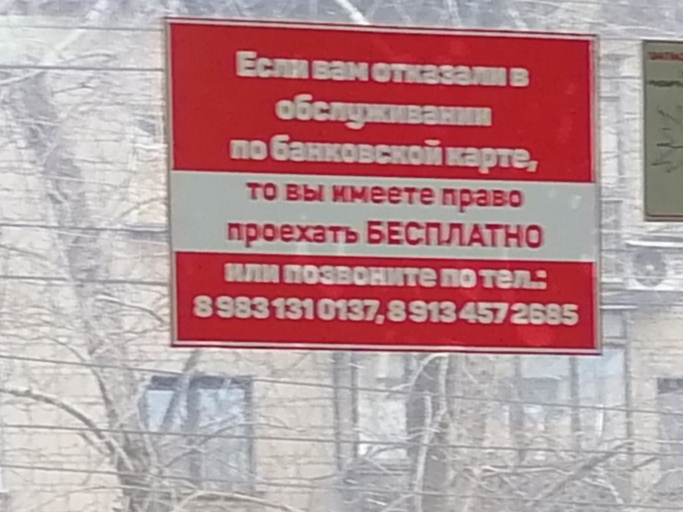 Если вам отказали в
обслуживании
по банковской карте,
то вы имеете право
проехать БЕСПЛАТНО
или позвоните по тел.:
8 983 131 0137, 8 913 457 2685